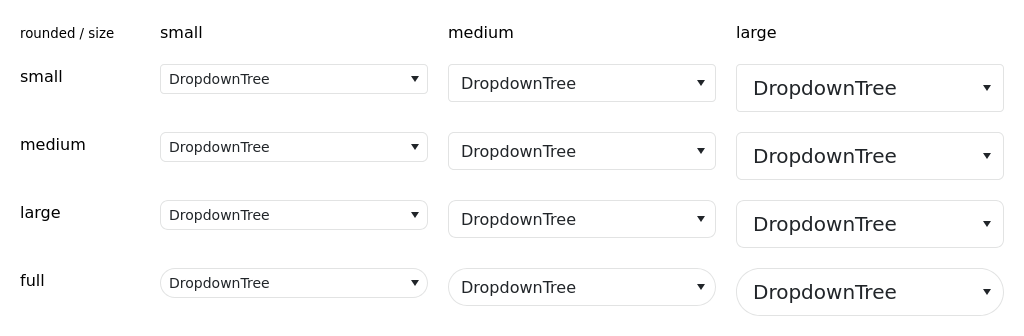 rounded / size small medium large
small DropdownTree DropdownTree DropdownTree
medium DropdownTree DropdownTree DropdownTree
large DropdownTree DropdownTree DropdownTree
full DropdownTree DropdownTree DropdownTree